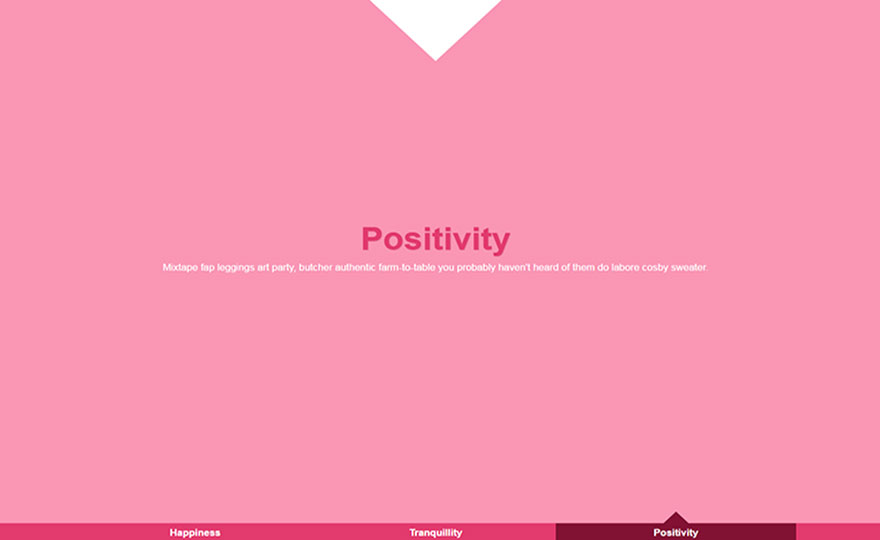 Positivity
Mixtape fap leggings art party, butcher authentic farm-to-table you probably haven't heard of them do labore cosby sweater.
Happiness
Tranquillity
Positivity